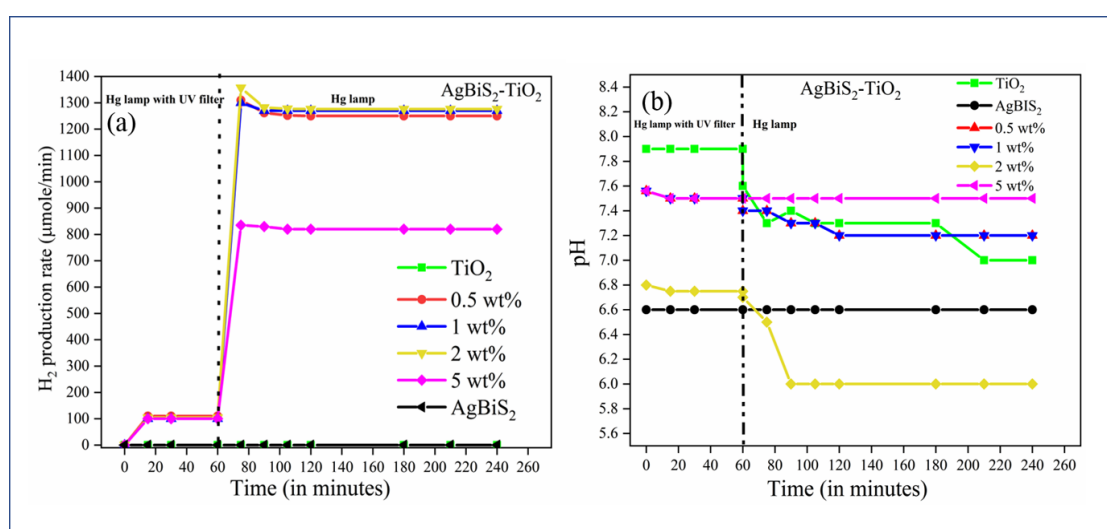 (a)
Hg lamp with UV filter
Hg lamp
AgBiS₂-TiO₂
H₂ production rate (μmole/min)
1400
1300
1200
1100
1000
900
800
700
600
500
400
300
200
100
0
TiO₂
0.5 wt%
1 wt%
2 wt%
5 wt%
AgBiS₂
0 20 40 60 80 100 120 140 160 180 200 220 240 260
Time (in minutes)
(b)
AgBiS₂-TiO₂
Hg lamp with UV filter
Hg lamp
pH
8.4
8.2
8.0
7.8
7.6
7.4
7.2
7.0
6.8
6.6
6.4
6.2
6.0
5.8
5.6
TiO₂
AgBIS₂
0.5 wt%
1 wt%
2 wt%
5 wt%
0 20 40 60 80 100 120 140 160 180 200 220 240 260
Time (in minutes)